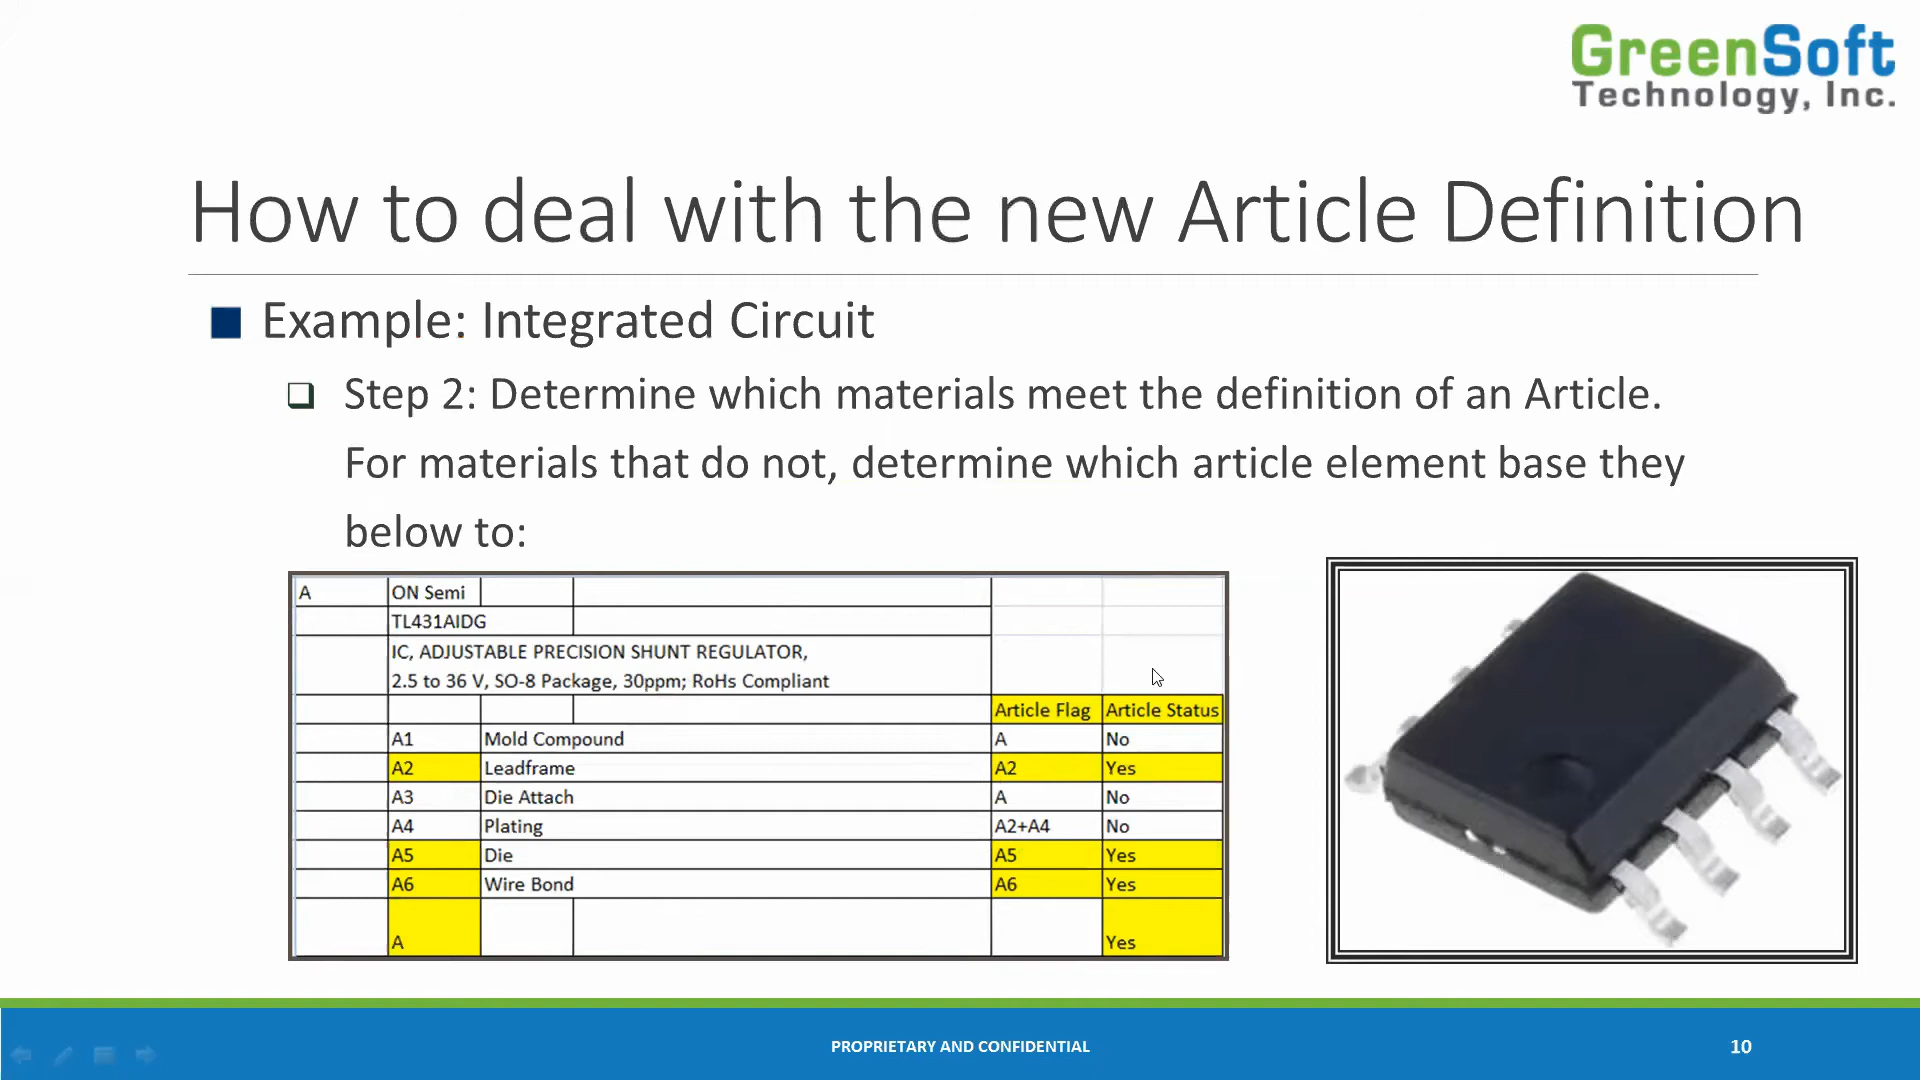 GreenSoft
Technology, Inc.
How to deal with the new Article Definition
Example: Integrated Circuit
Step 2: Determine which materials meet the definition of an Article.
For materials that do not, determine which article element base they
below to:
A ON Semi
TL431AIDG
IC, ADJUSTABLE PRECISION SHUNT REGULATOR,
2.5 to 36 V, SO-8 Package, 30ppm; RoHs Compliant
Article Flag Article Status
A1 Mold Compound A No
A2 Leadframe A2 Yes
A3 Die Attach A No
A4 Plating A2+A4 No
A5 Die A5 Yes
A6 Wire Bond A6 Yes
A Yes
PROPRIETARY AND CONFIDENTIAL
10